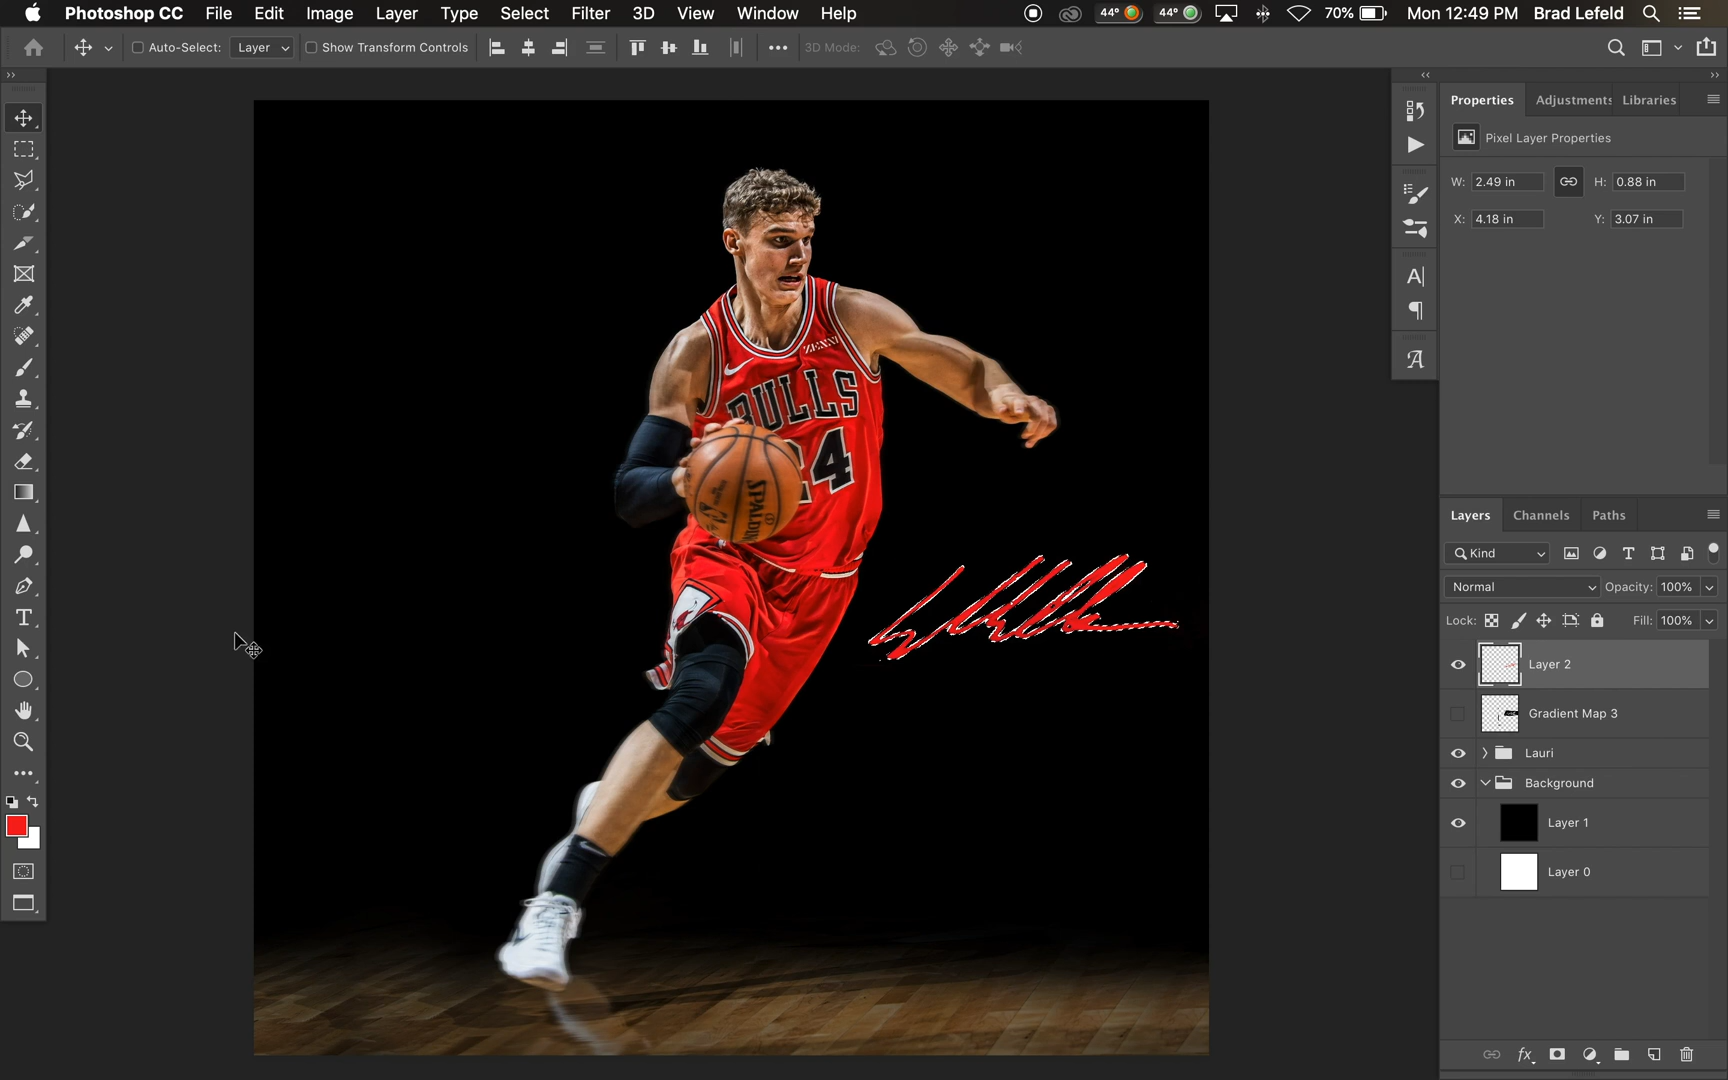 Photoshop CC File Edit Image Layer Type Select Filter 3D View Window Help 44° 44° 70% Mon 12:49 PM Brad Lefeld
Auto-Select: Layer Show Transform Controls 3D Mode:
Properties Adjustments Libraries
Pixel Layer Properties
W: 2.49 in H: 0.88 in
X: 4.18 in Y: 3.07 in
ZENNI
BULLS
24
SPALDING
Layers Channels Paths
Kind
Normal Opacity: 100%
Lock: Fill: 100%
Layer 2
Gradient Map 3
Lauri
Background
Layer 1
Layer 0